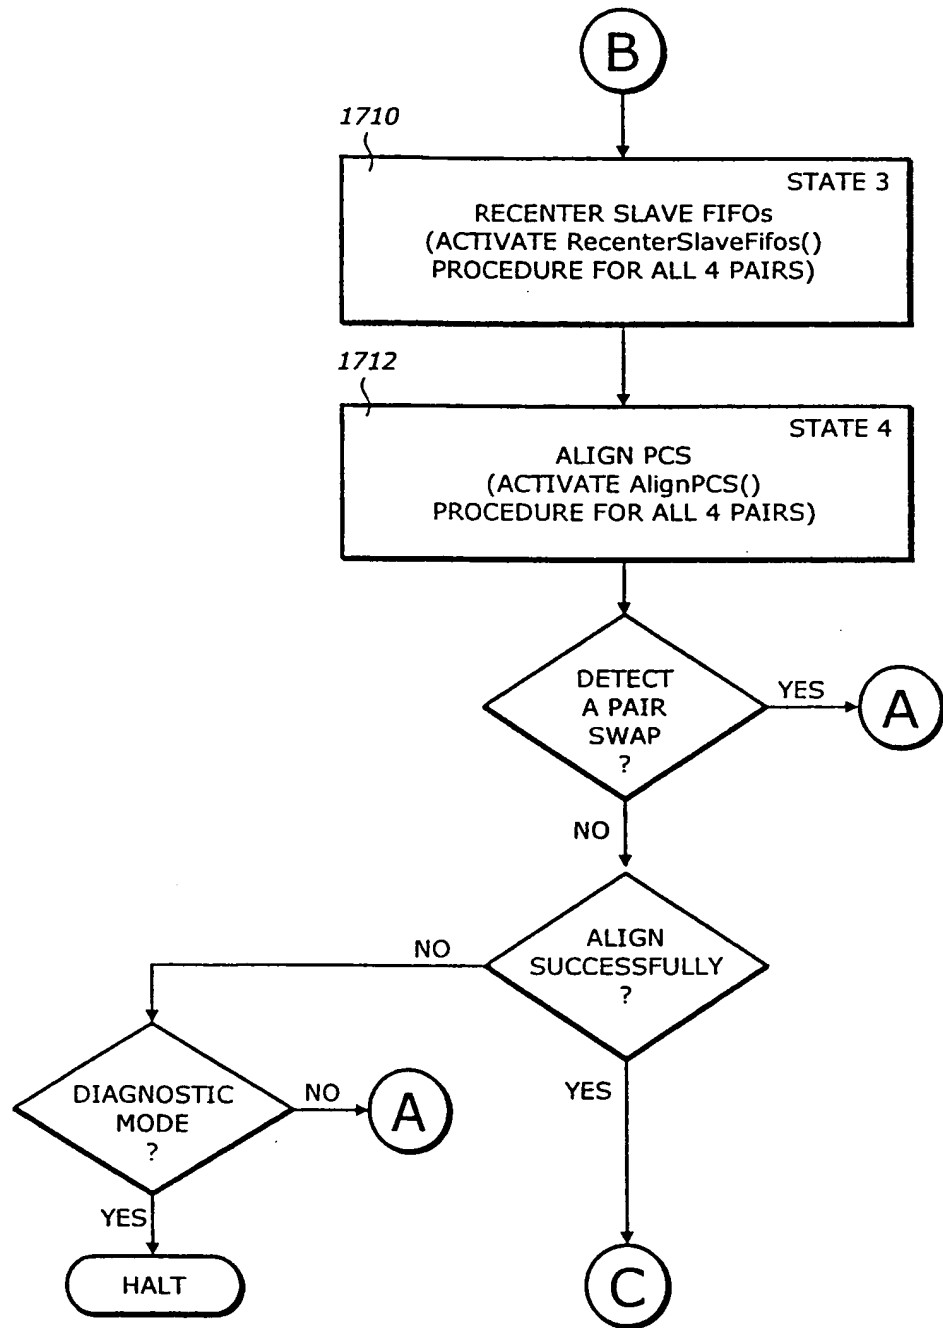 B
1710
STATE 3
RECENTER SLAVE FIFOs
(ACTIVATE RecenterSlaveFifos()
PROCEDURE FOR ALL 4 PAIRS)
1712
STATE 4
ALIGN PCS
(ACTIVATE AlignPCS()
PROCEDURE FOR ALL 4 PAIRS)
DETECT
A PAIR
SWAP
?
YES
A
NO
ALIGN
SUCCESSFULLY
?
NO
YES
DIAGNOSTIC
MODE
?
NO
A
YES
HALT
C